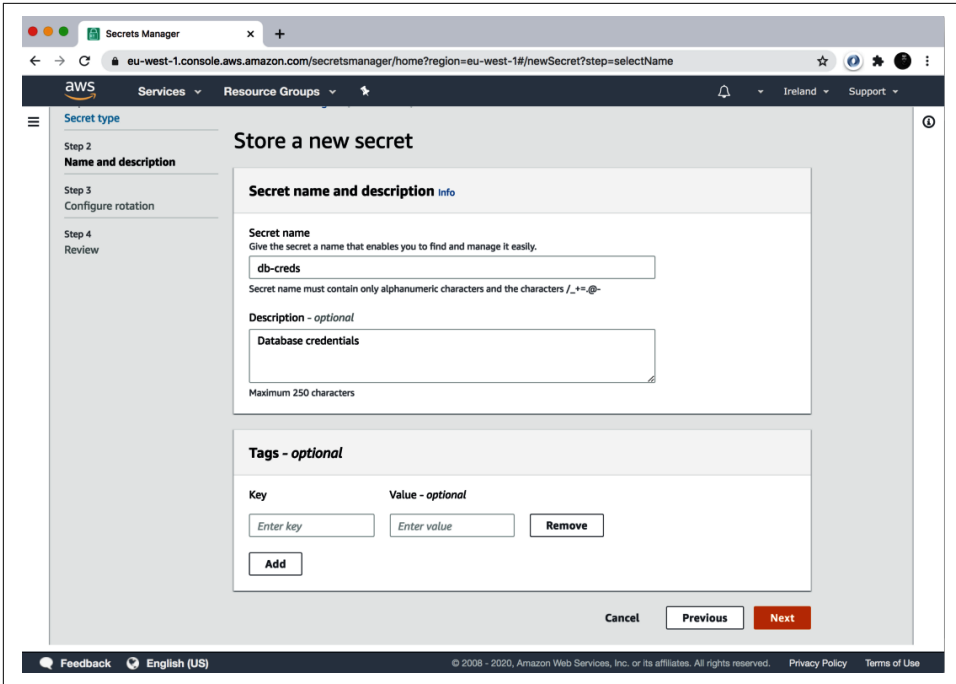 Secrets Manager
eu-west-1.console.aws.amazon.com/secretsmanager/home?region=eu-west-1#/newSecret?step=selectName
aws Services Resource Groups Ireland Support
Secret type
Step 2
Name and description
Step 3
Configure rotation
Step 4
Review
Store a new secret
Secret name and description Info
Secret name
Give the secret a name that enables you to find and manage it easily.
db-creds
Secret name must contain only alphanumeric characters and the characters /_+=.@-
Description - optional
Database credentials
Maximum 250 characters
Tags - optional
Key Value - optional
Enter key Enter value Remove
Add
Cancel Previous Next
Feedback English (US) © 2008 - 2020, Amazon Web Services, Inc. or its affiliates. All rights reserved. Privacy Policy Terms of Use